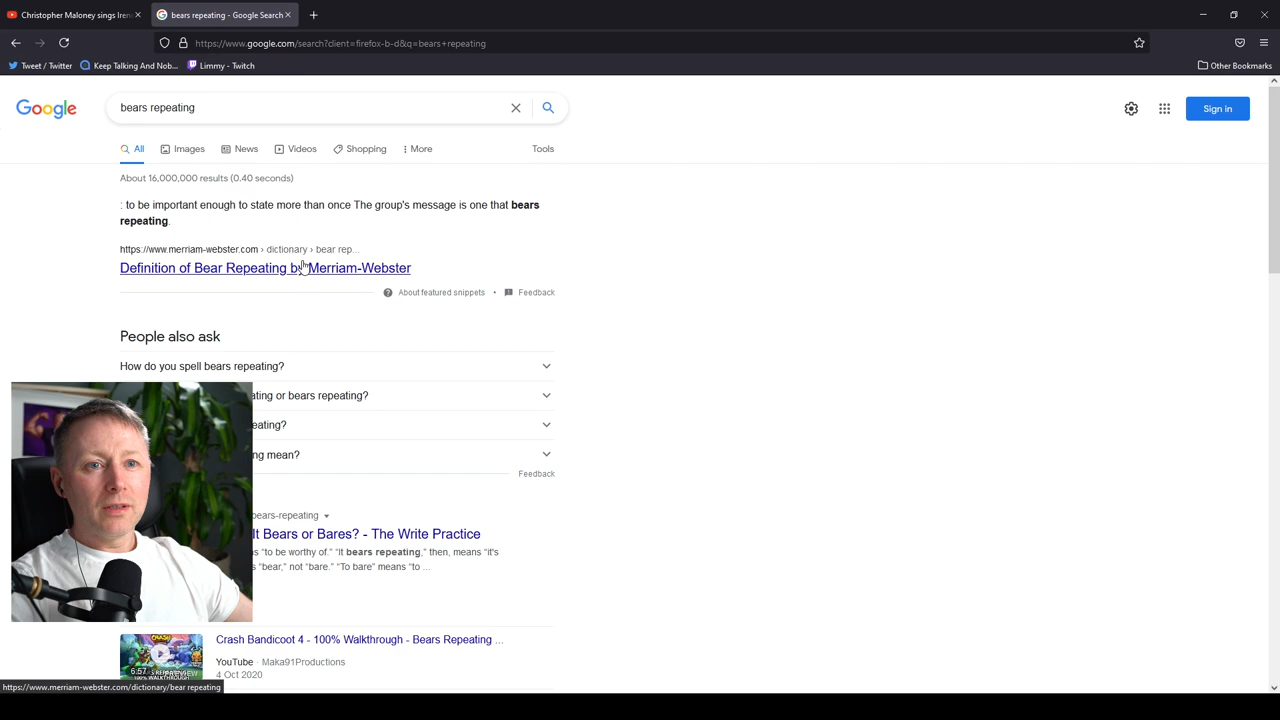 Christopher Maloney sings Iren
bears repeating - Google Search
https://www.google.com/search?client=firefox-b-d&q=bears+repeating
Tweet / Twitter
Keep Talking And Nob...
Limmy - Twitch
Other Bookmarks
Google
bears repeating
Sign in
All
Images
News
Videos
Shopping
More
Tools
About 16,000,000 results (0.40 seconds)
: to be important enough to state more than once The group's message is one that bears
repeating.
https://www.merriam-webster.com › dictionary › bear rep...
Definition of Bear Repeating by Merriam-Webster
About featured snippets • Feedback
People also ask
How do you spell bears repeating?
ating or bears repeating?
eating?
ng mean?
Feedback
bears-repeating
It Bears or Bares? - The Write Practice
s “to be worthy of.” “It bears repeating,” then, means “it's
s “bear,” not “bare.” “To bare” means “to ...
Crash Bandicoot 4 - 100% Walkthrough - Bears Repeating ...
6:57
YouTube · Maka91Productions
4 Oct 2020
https://www.merriam-webster.com/dictionary/bear repeating